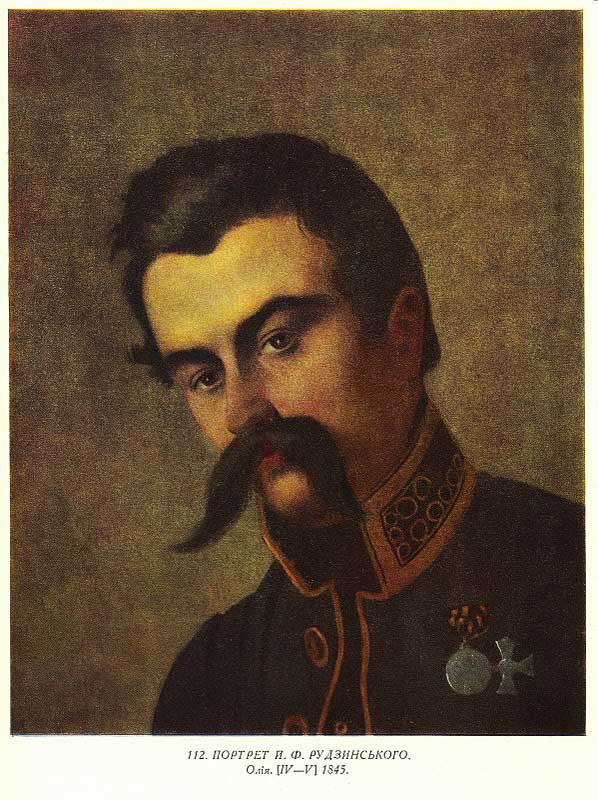 112. ПОРТРЕТ Й. Ф. РУДЗИНСЬКОГО.
Олія. [IV—V] 1845.